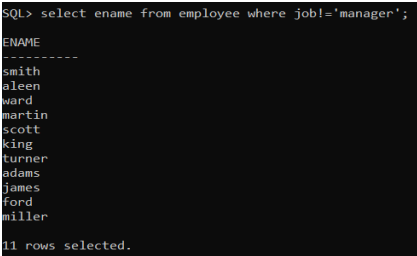 SQL> select ename from employee where job!='manager';
ENAME
----------
smith
aleen
ward
martin
scott
king
turner
adams
james
ford
miller
11 rows selected.